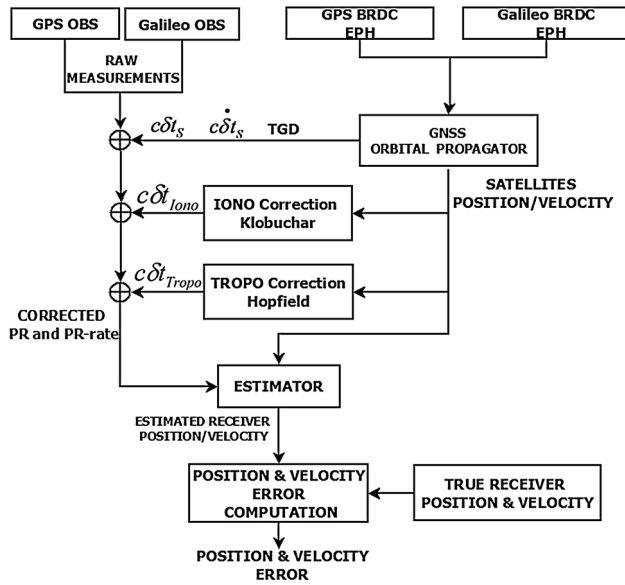 GPS OBS
Galileo OBS
GPS BRDC
EPH
Galileo BRDC
EPH
RAW
MEASUREMENTS
cδt_S cδṫ_S TGD
GNSS
ORBITAL PROPAGATOR
SATELLITES
POSITION/VELOCITY
cδt_Iono
IONO Correction
Klobuchar
cδt_Tropo
TROPO Correction
Hopfield
CORRECTED
PR and PR-rate
ESTIMATOR
ESTIMATED RECEIVER
POSITION/VELOCITY
POSITION & VELOCITY
ERROR
COMPUTATION
TRUE RECEIVER
POSITION & VELOCITY
POSITION & VELOCITY
ERROR